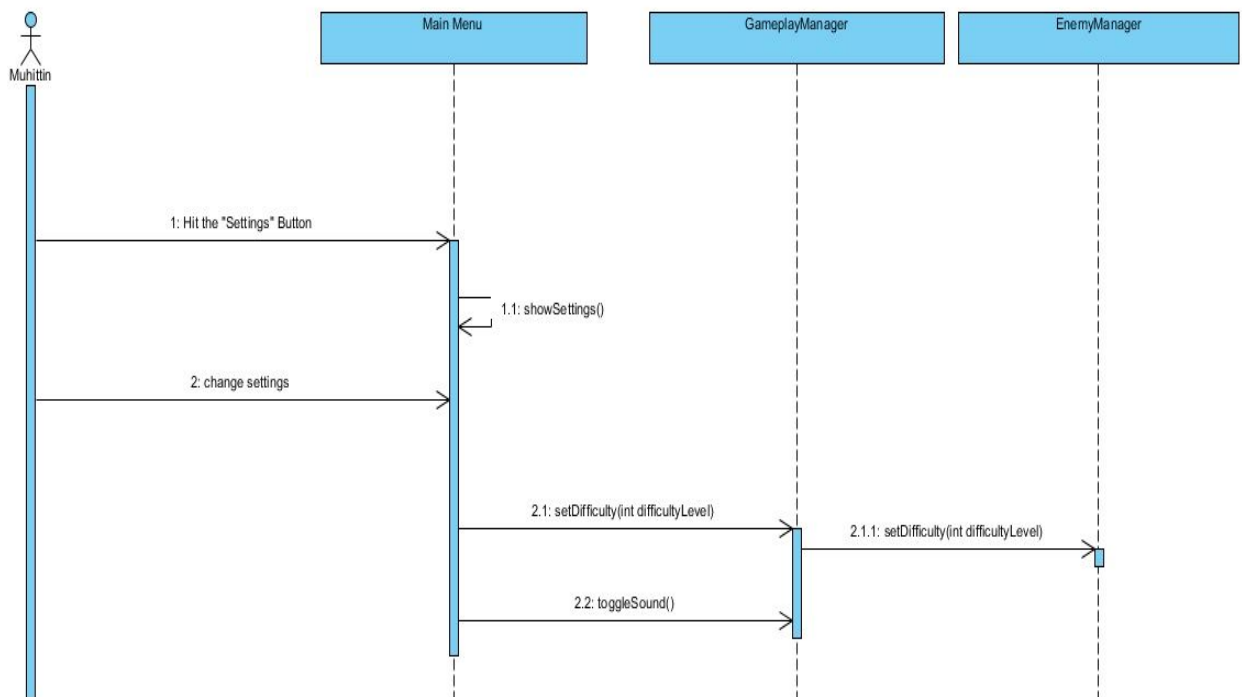 Main Menu
GameplayManager
EnemyManager
Muhittin
1: Hit the "Settings" Button
1.1: showSettings()
2: change settings
2.1: setDifficulty(int difficultyLevel)
2.1.1: setDifficulty(int difficultyLevel)
2.2: toggleSound()